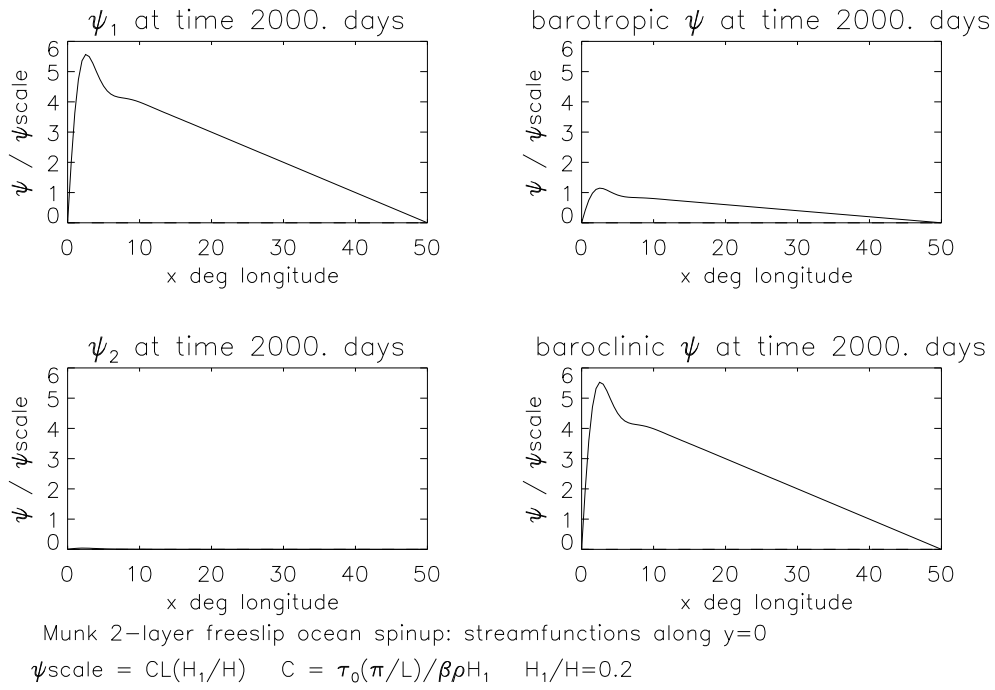 ψ₁ at time 2000. days
ψ / ψscale
6
5
4
3
2
1
0
0 10 20 30 40 50
x deg longitude
barotropic ψ at time 2000. days
ψ / ψscale
6
5
4
3
2
1
0
0 10 20 30 40 50
x deg longitude
ψ₂ at time 2000. days
ψ / ψscale
6
5
4
3
2
1
0
0 10 20 30 40 50
x deg longitude
baroclinic ψ at time 2000. days
ψ / ψscale
6
5
4
3
2
1
0
0 10 20 30 40 50
x deg longitude
Munk 2-layer freeslip ocean spinup: streamfunctions along y=0
ψscale = CL(H₁/H) C = τ₀(π/L)/βρH₁ H₁/H=0.2